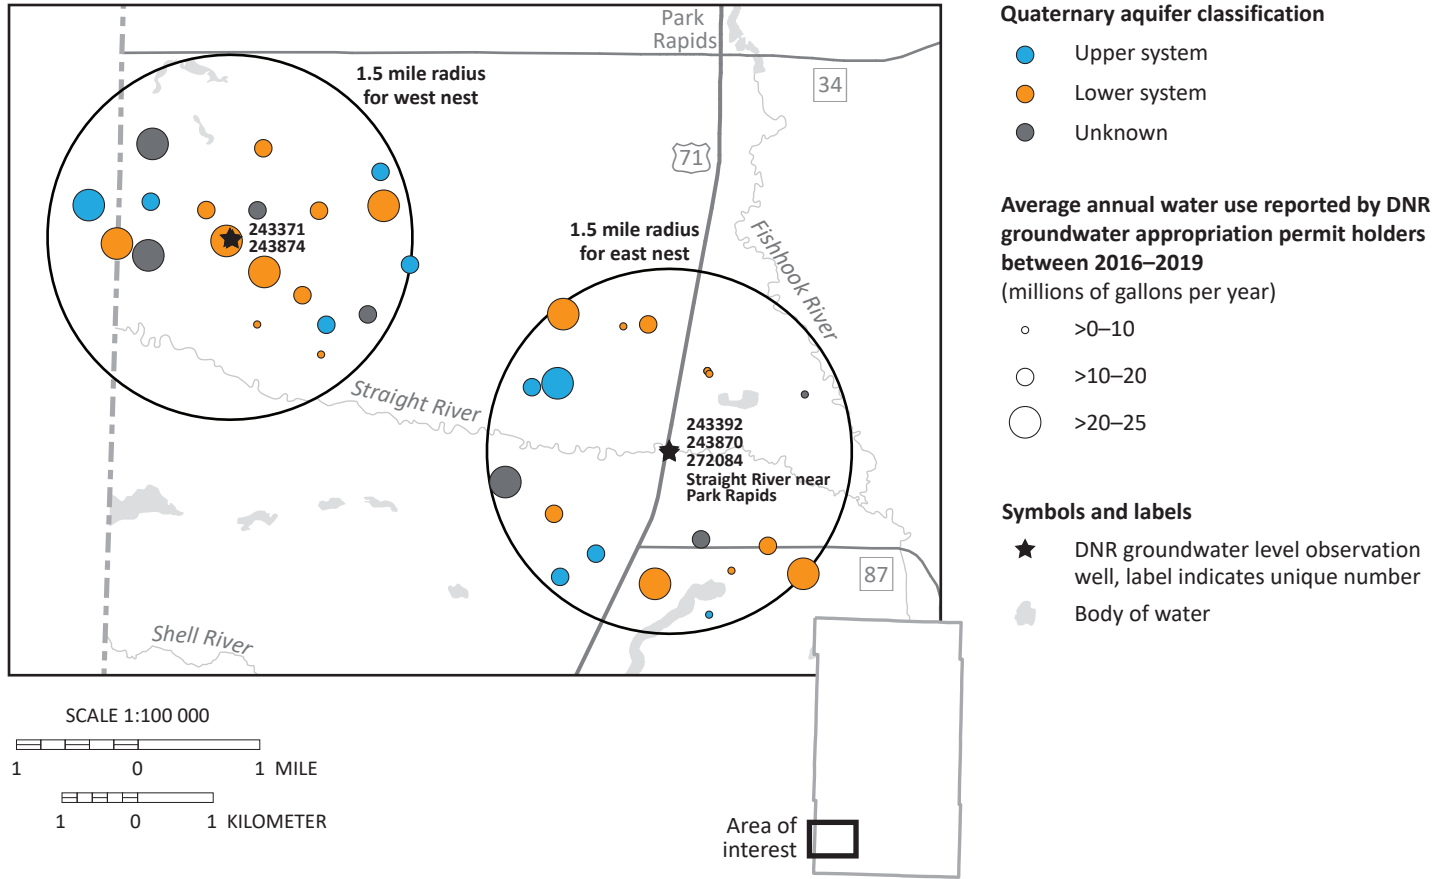 Park
Rapids
34
71
1.5 mile radius
for west nest
243371
243874
1.5 mile radius
for east nest
Fishhook River
Straight River
243392
243870
272084
Straight River near
Park Rapids
87
Shell River
SCALE 1:100 000
1 0 1 MILE
1 0 1 KILOMETER
Area of
interest
Quaternary aquifer classification
Upper system
Lower system
Unknown
Average annual water use reported by DNR
groundwater appropriation permit holders
between 2016–2019
(millions of gallons per year)
>0–10
>10–20
>20–25
Symbols and labels
DNR groundwater level observation
well, label indicates unique number
Body of water